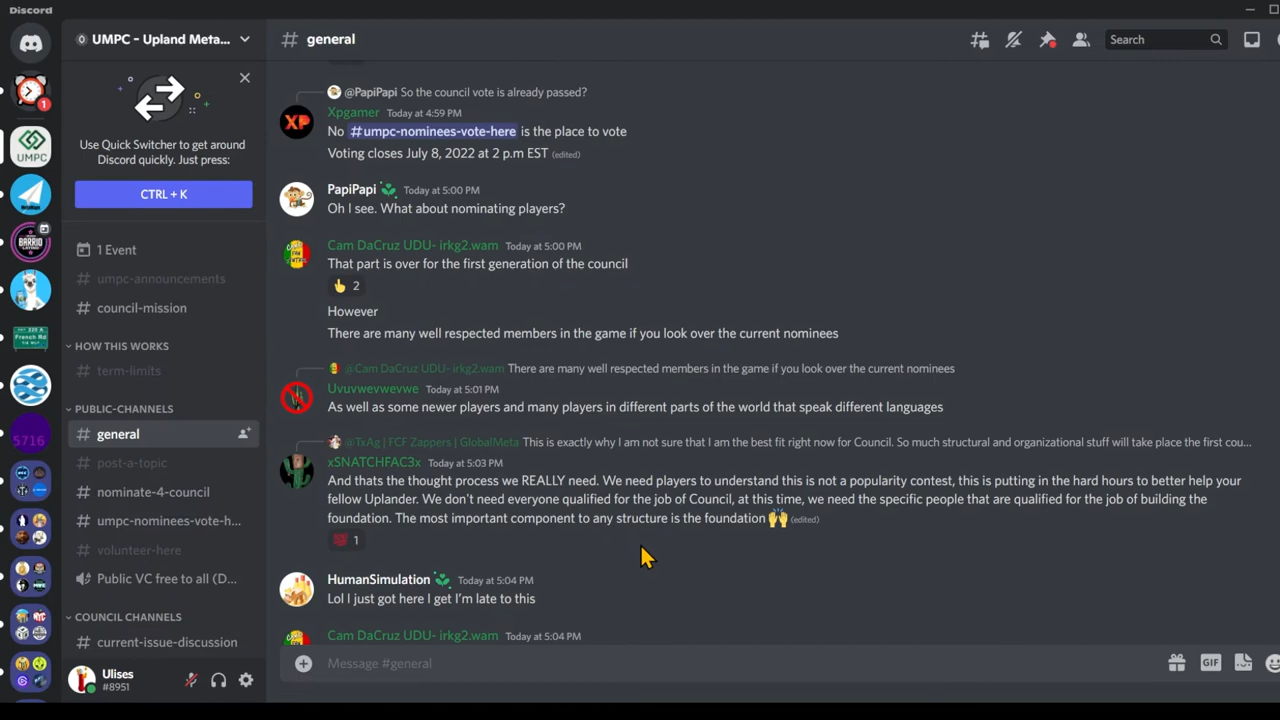 Discord
UMPC - Upland Meta...
# general
Search
1
UMPC
BARRIO
5716
Use Quick Switcher to get around
Discord quickly. Just press:
CTRL + K
1 Event
# umpc-announcements
# council-mission
HOW THIS WORKS
# term-limits
PUBLIC-CHANNELS
# general
# post-a-topic
# nominate-4-council
# umpc-nominees-vote-h...
# volunteer-here
Public VC free to all (D...
COUNCIL CHANNELS
# current-issue-discussion
Ulises
#8951
@PapiPapi So the council vote is already passed?
XP
Xpgamer Today at 4:59 PM
No #umpc-nominees-vote-here is the place to vote
Voting closes July 8, 2022 at 2 p.m EST (edited)
PapiPapi Today at 5:00 PM
Oh I see. What about nominating players?
Cam DaCruz UDU- irkg2.wam Today at 5:00 PM
That part is over for the first generation of the council
👆 2
However
There are many well respected members in the game if you look over the current nominees
@Cam DaCruz UDU- irkg2.wam There are many well respected members in the game if you look over the current nominees
Uvuvwevwevwe Today at 5:01 PM
As well as some newer players and many players in different parts of the world that speak different languages
@TxAg | FCF Zappers | GlobalMeta This is exactly why I am not sure that I am the best fit right now for Council. So much structural and organizational stuff will take place the first cou...
xSNATCHFAC3x Today at 5:03 PM
And thats the thought process we REALLY need. We need players to understand this is not a popularity contest, this is putting in the hard hours to better help your
fellow Uplander. We don't need everyone qualified for the job of Council, at this time, we need the specific people that are qualified for the job of building the
foundation. The most important component to any structure is the foundation 🙌 (edited)
💯 1
HumanSimulation Today at 5:04 PM
Lol I just got here I get I'm late to this
Cam DaCruz UDU- irkg2.wam Today at 5:04 PM
Message #general
GIF